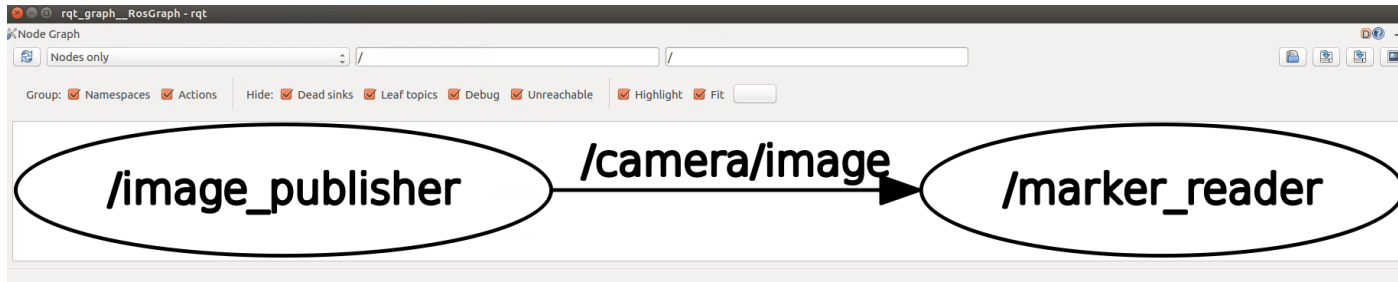 rqt_graph__RosGraph - rqt
Node Graph
D
Nodes only / /
Group: Namespaces Actions Hide: Dead sinks Leaf topics Debug Unreachable Highlight Fit
/image_publisher /camera/image /marker_reader